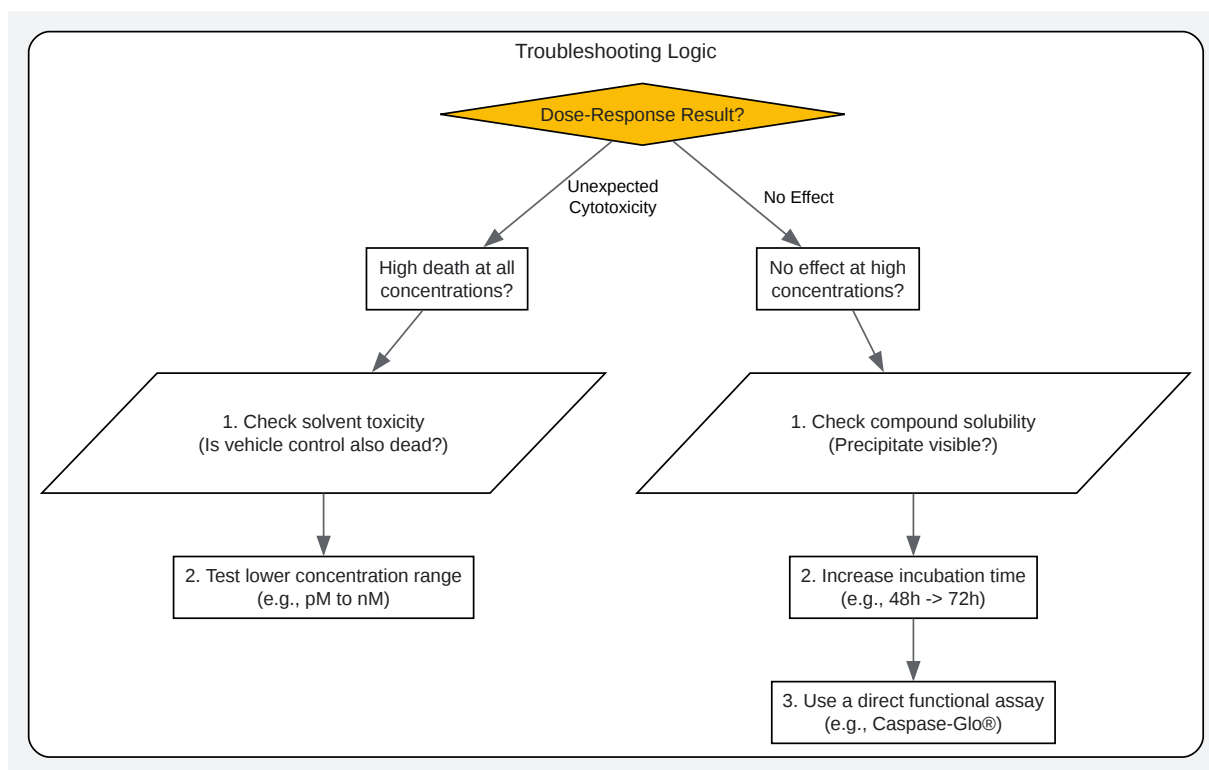 Troubleshooting Logic
Dose-Response Result?
Unexpected
Cytotoxicity
No Effect
High death at all
concentrations?
No effect at high
concentrations?
1. Check solvent toxicity
(Is vehicle control also dead?)
1. Check compound solubility
(Precipitate visible?)
2. Test lower concentration range
(e.g., pM to nM)
2. Increase incubation time
(e.g., 48h -> 72h)
3. Use a direct functional assay
(e.g., Caspase-Glo®)